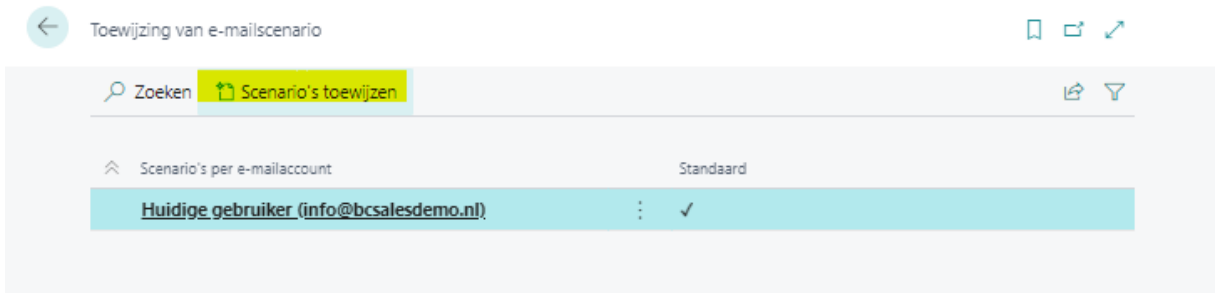 Toewijzing van e-mailscenario
Zoeken Scenario's toewijzen
Scenario's per e-mailaccount Standaard
Huidige gebruiker (info@bcsalesdemo.nl)